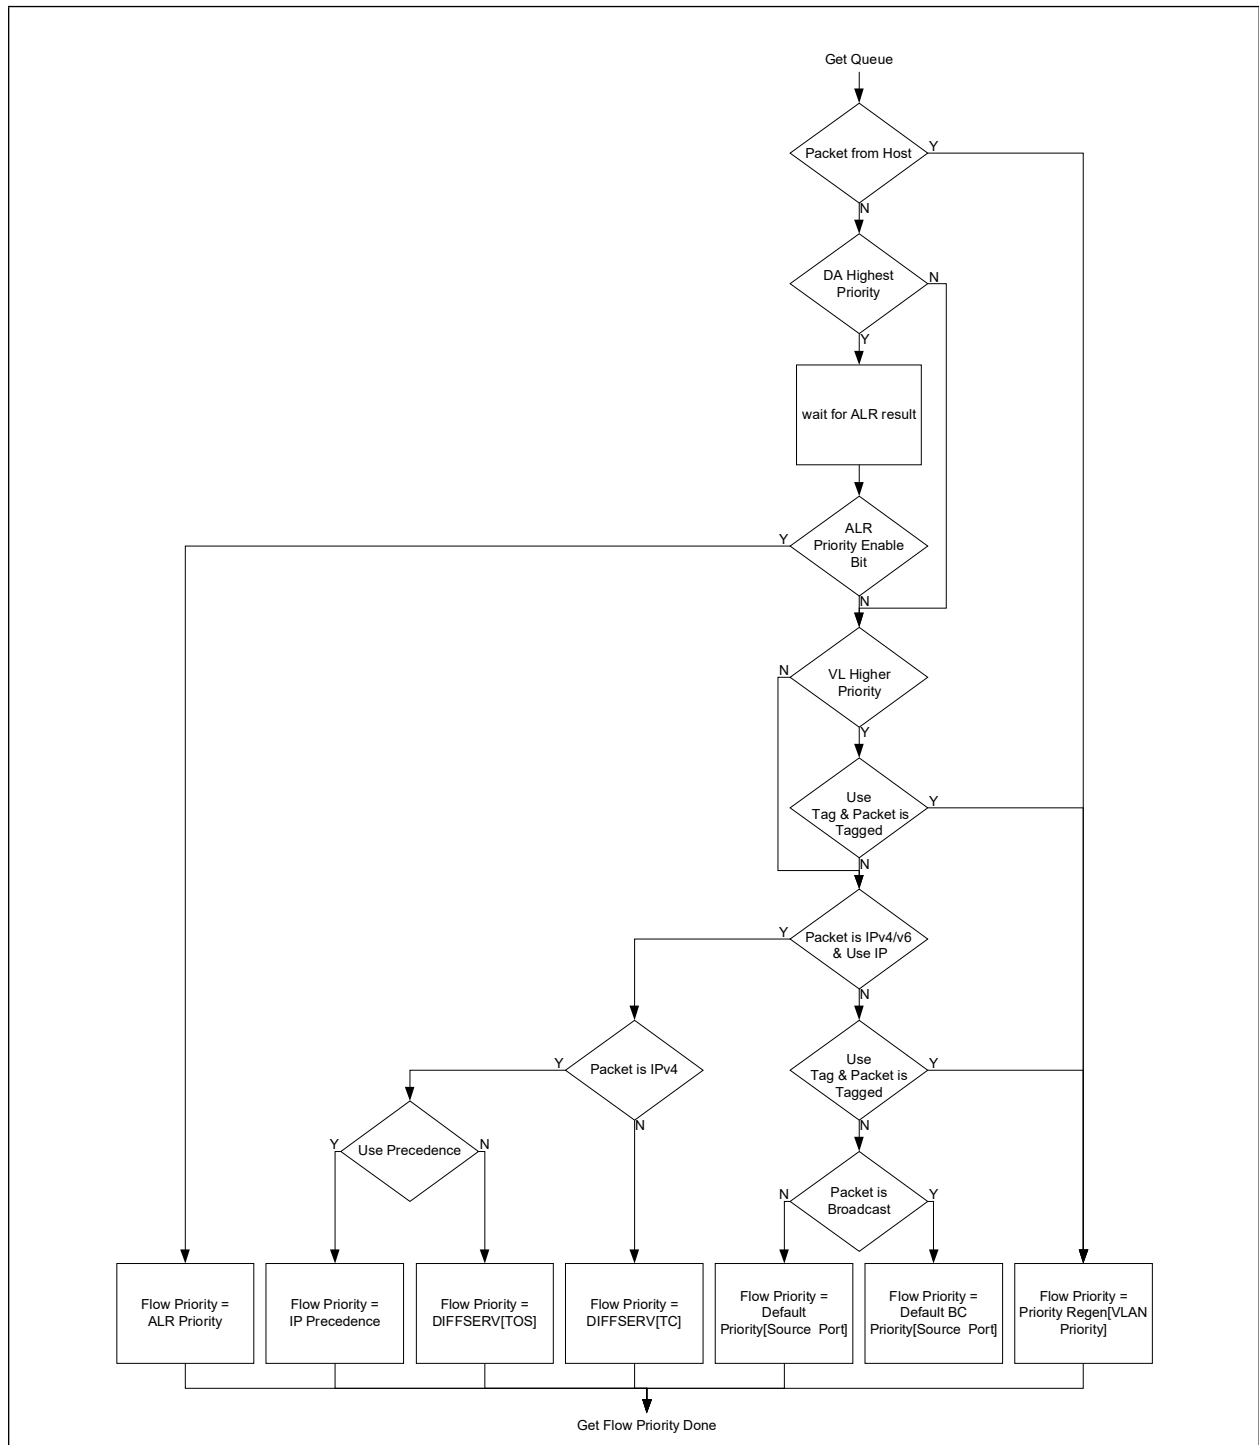 Get Queue
Packet from Host
Y
N
DA Highest
Priority
N
Y
wait for ALR result
ALR
Priority Enable
Bit
Y
N
VL Higher
Priority
N
Y
Use
Tag & Packet is
Tagged
Y
N
Packet is IPv4/v6
& Use IP
Y
N
Packet is IPv4
Y
N
Use
Tag & Packet is
Tagged
Y
N
Use Precedence
Y
N
Packet is
Broadcast
N
Y
Flow Priority =
ALR Priority
Flow Priority =
IP Precedence
Flow Priority =
DIFFSERV[TOS]
Flow Priority =
DIFFSERV[TC]
Flow Priority =
Default
Priority[Source Port]
Flow Priority =
Default BC
Priority[Source Port]
Flow Priority =
Priority Regen[VLAN
Priority]
Get Flow Priority Done